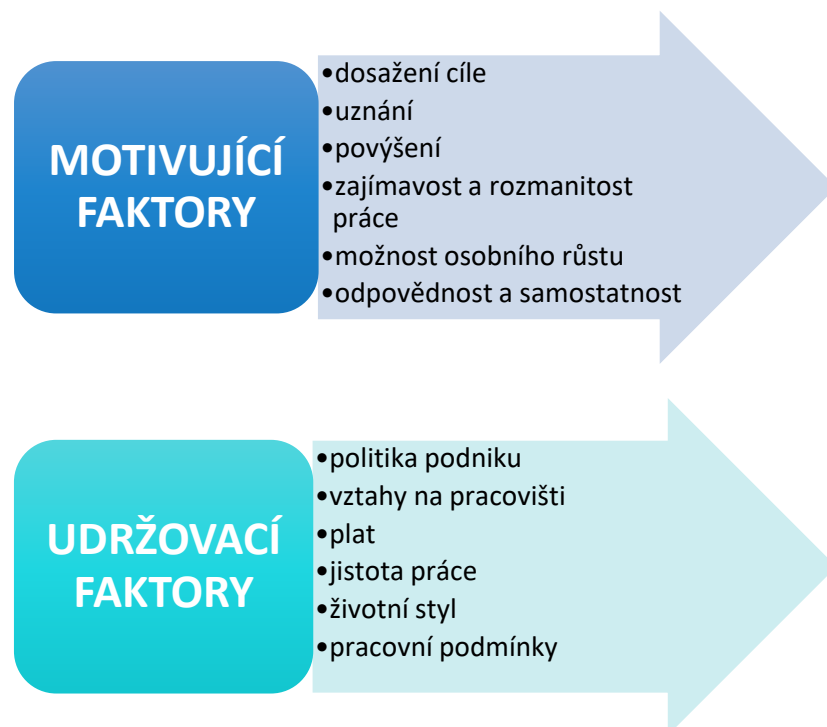 MOTIVUJÍCÍ
FAKTORY
•dosažení cíle
•uznání
•povýšení
•zajímavost a rozmanitost
práce
•možnost osobního růstu
•odpovědnost a samostatnost
UDRŽOVACÍ
FAKTORY
•politika podniku
•vztahy na pracovišti
•plat
•jistota práce
•životní styl
•pracovní podmínky